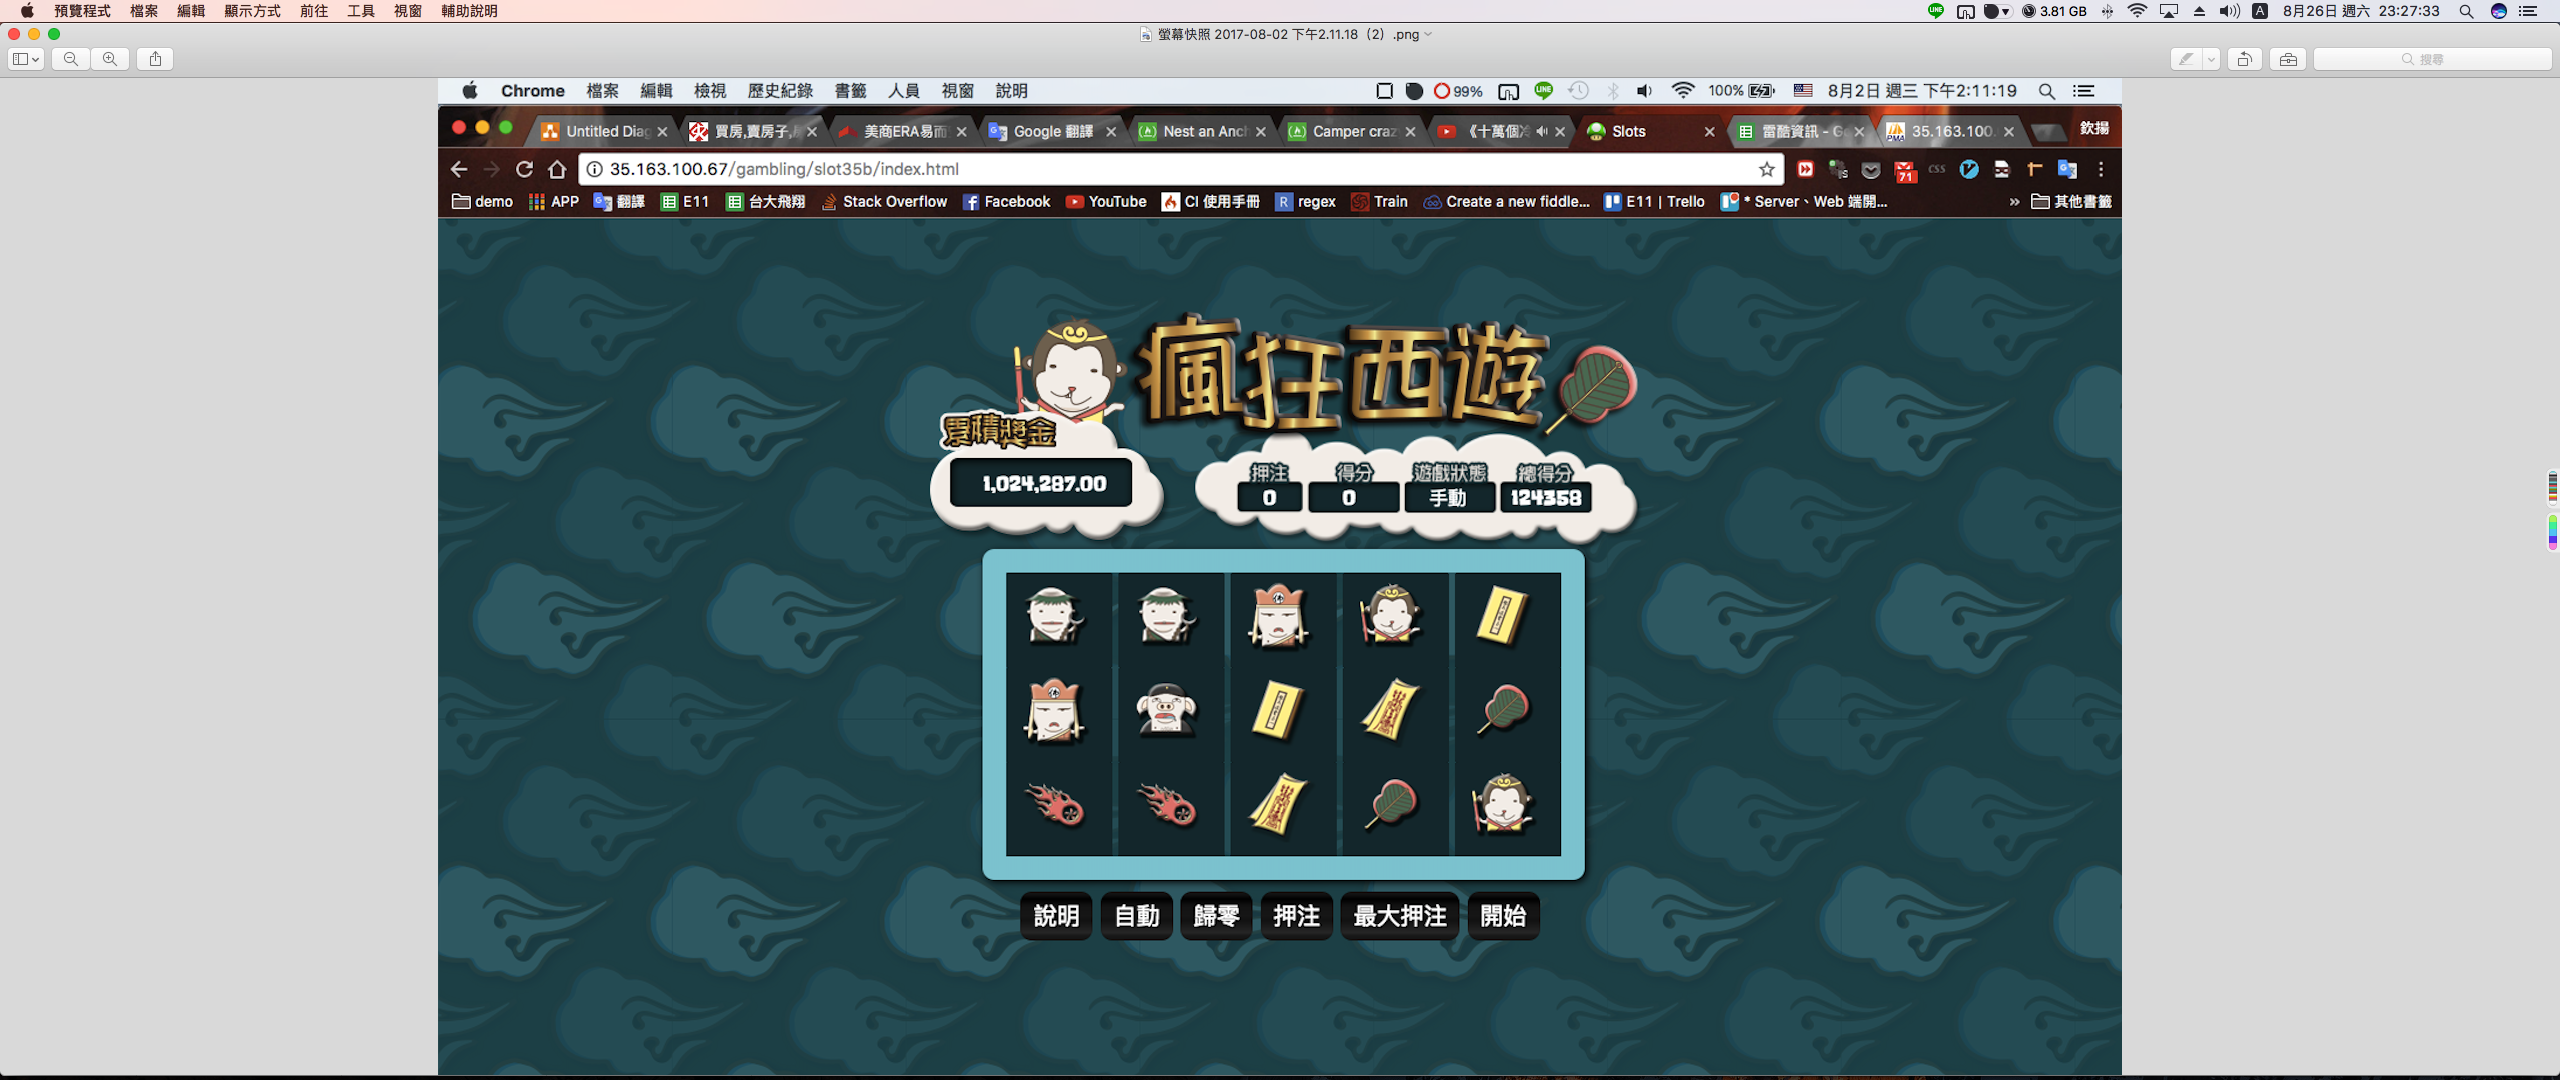 預覽程式 檔案 編輯 顯示方式 前往 工具 視窗 輔助說明 3.81 GB A 8月26日 週六 23:27:33
螢幕快照 2017-08-02 下午2.11.18（2）.png
搜尋
Chrome 檔案 編輯 檢視 歷史紀錄 書籤 人員 視窗 說明 99% LINE 100% 8月2日 週三 下午2:11:19
Untitled Diag 買房,賣房子, 美商ERA易而 Google 翻譯 Nest an Anch Camper craz 《十萬個冷 Slots 雷酷資訊 - G 35.163.100. 欽揚
35.163.100.67/gambling/slot35b/index.html 71 CSS
demo APP 翻譯 E11 台大飛翔 Stack Overflow Facebook YouTube CI 使用手冊 regex Train Create a new fiddle... E11 | Trello * Server、Web 端開... » 其他書籤
瘋狂西遊
累積獎金
1,024,287.00
押注 得分 遊戲狀態 總得分
0 0 手動 124358
說明 自動 歸零 押注 最大押注 開始